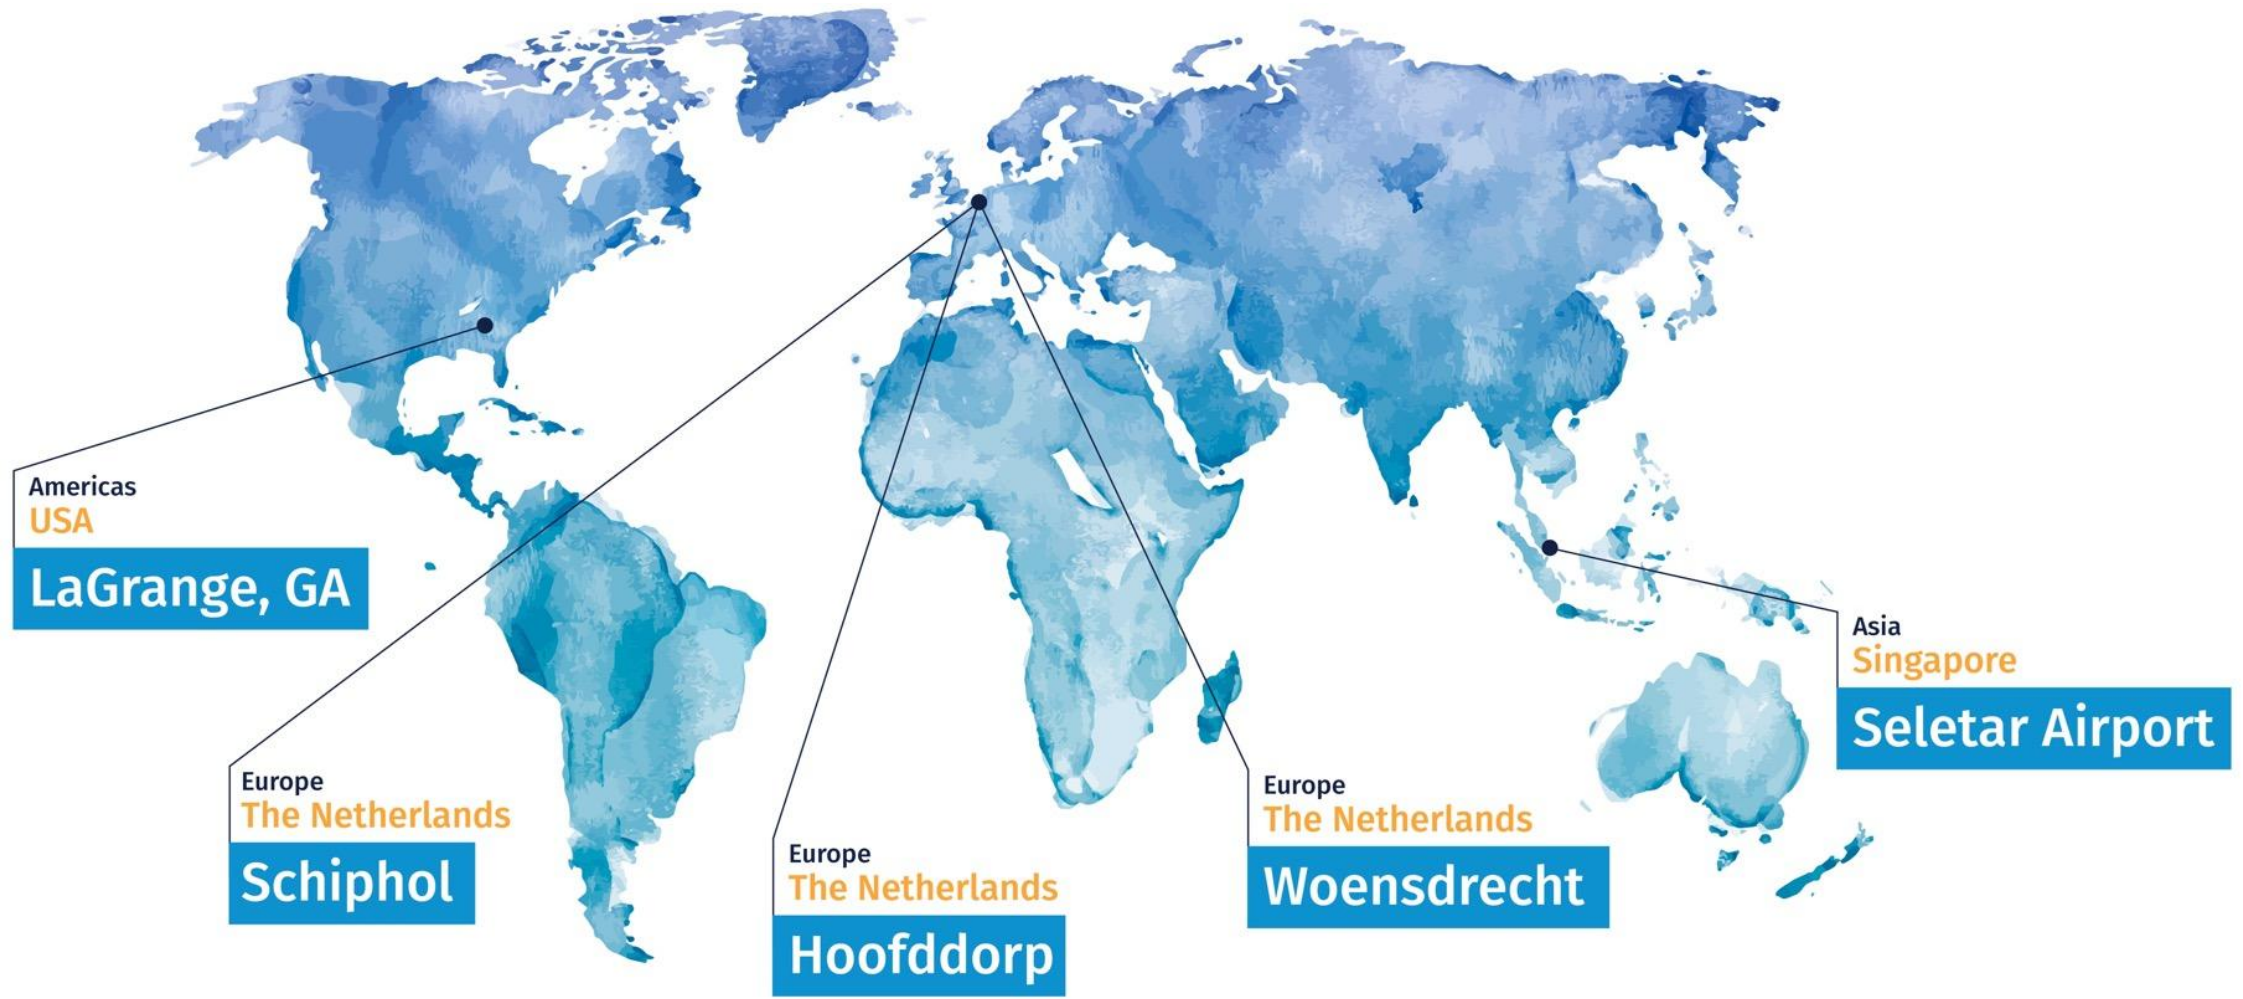 Americas
USA
LaGrange, GA
Europe
The Netherlands
Schiphol
Europe
The Netherlands
Hoofddorp
Europe
The Netherlands
Woensdrecht
Asia
Singapore
Seletar Airport